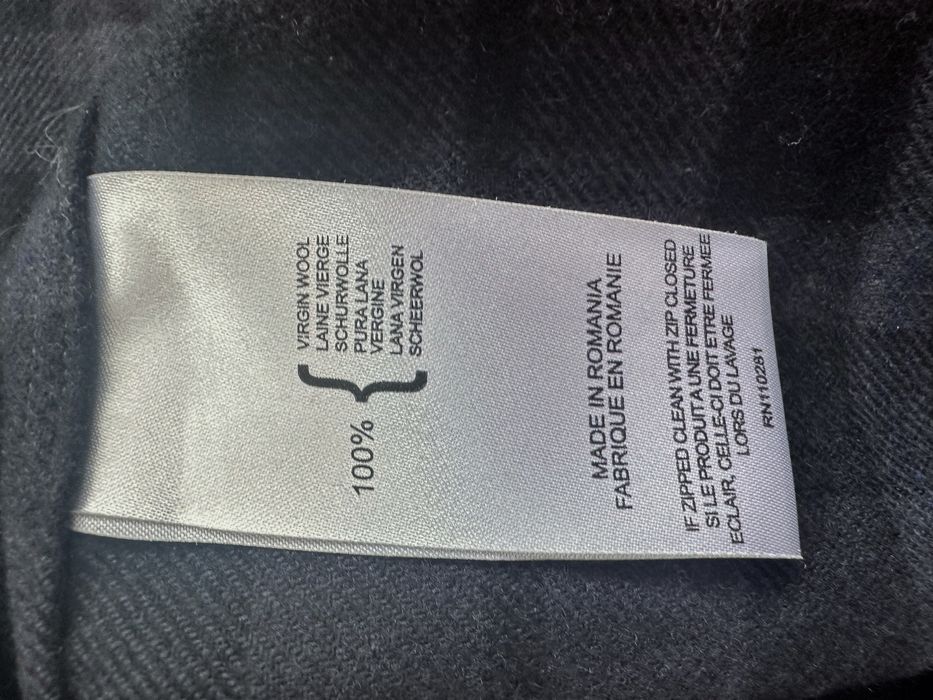 100% {
VIRGIN WOOL
LAINE VIERGE
SCHURWOLLE
PURA LANA
VERGINE
LANA VIRGEN
SCHEERWOL
MADE IN ROMANIA
FABRIQUE EN ROMANIE
IF ZIPPED CLEAN WITH ZIP CLOSED
SI LE PRODUIT A UNE FERMETURE
ECLAIR, CELLE-CI DOIT ETRE FERMEE
LORS DU LAVAGE
RN110281